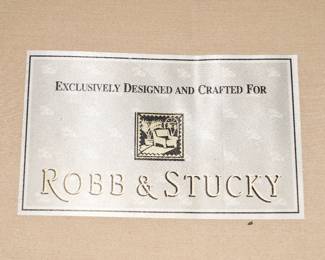 EXCLUSIVELY DESIGNED AND CRAFTED FOR
ROBB & STUCKY